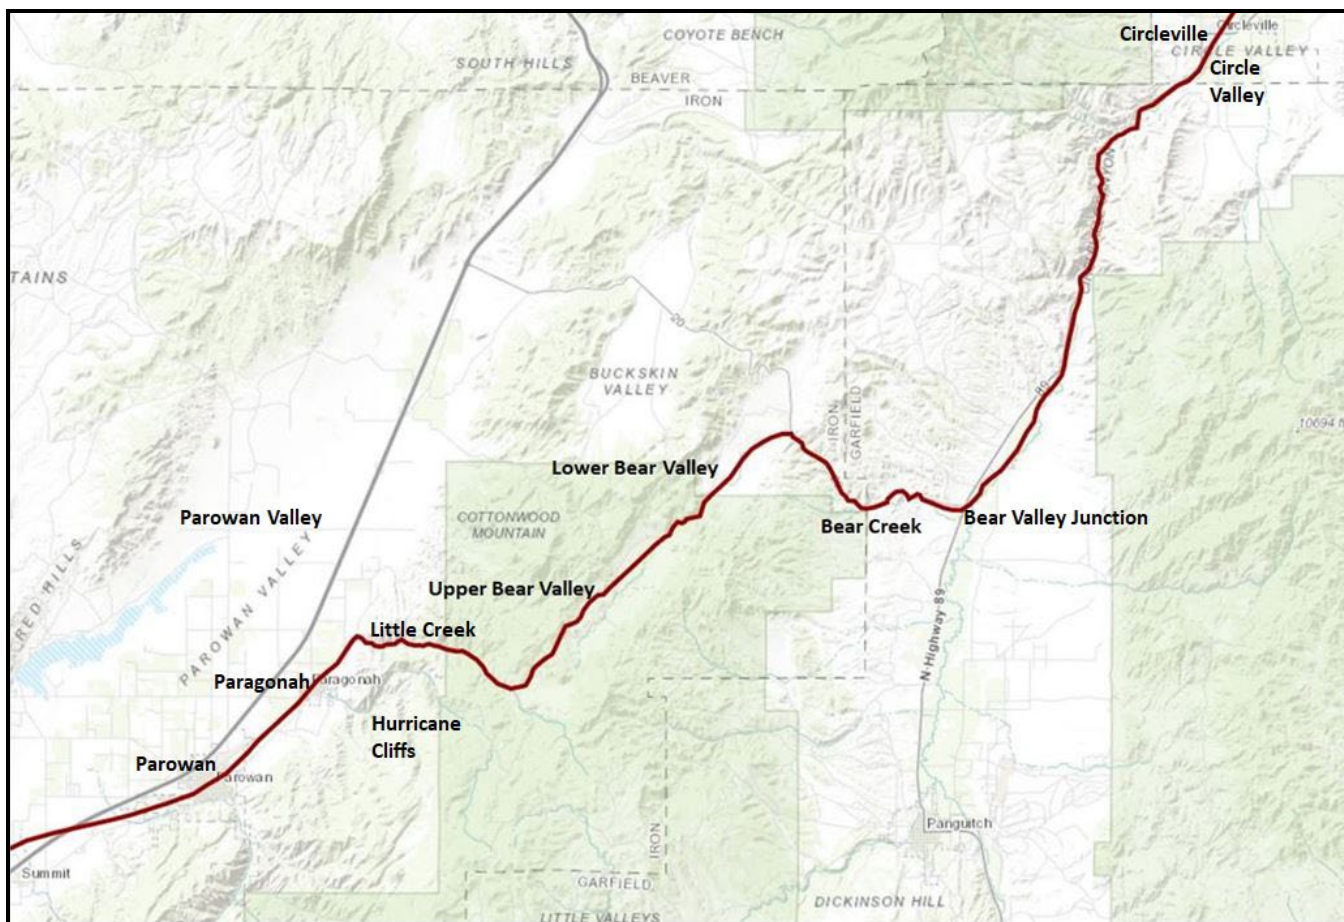 Circleville
Circleville
COYOTE BENCH
CIRCLE VALLEY
SOUTH HILLS
Circle
Valley
BEAVER
IRON
TAINS
20
BUCKSKIN
VALLEY
IRON
GARFIELD
89
10694 ft
Lower Bear Valley
Parowan Valley
COTTONWOOD
MOUNTAIN
Bear Creek
Bear Valley Junction
PAROWAN VALLEY
RED HILLS
Upper Bear Valley
Little Creek
N Highway 89
Paragonah
Paragonah
Hurricane
Cliffs
Parowan
Parowan
Panguitch
IRON
GARFIELD
Summit
DICKINSON HILL
LITTLE VALLEYS